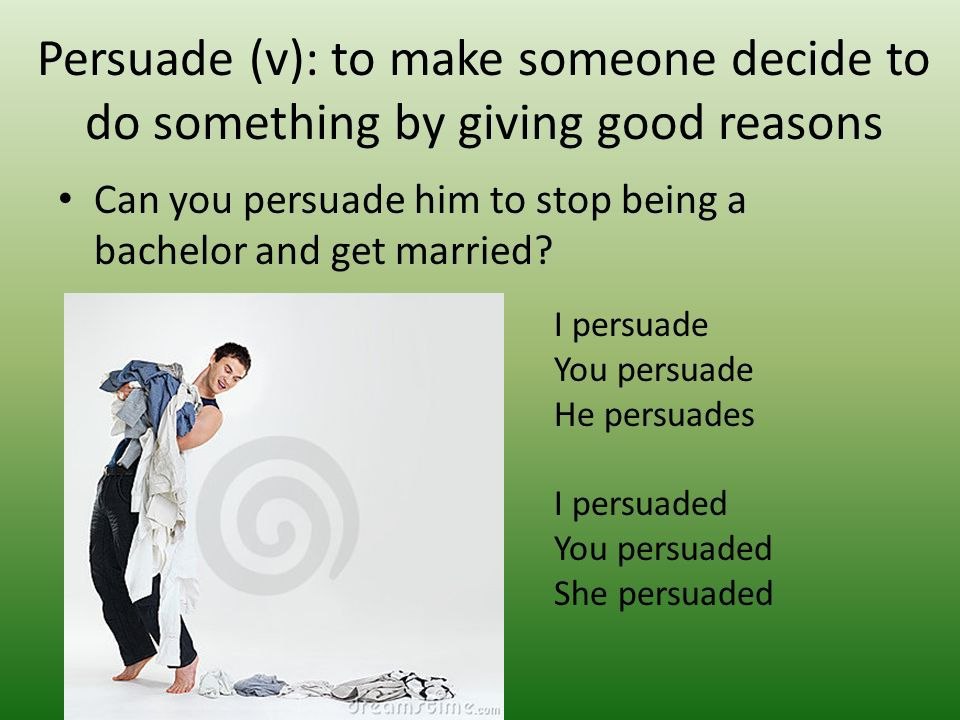 Persuade (v): to make someone decide to
do something by giving good reasons
• Can you persuade him to stop being a
bachelor and get married?
I persuade
You persuade
He persuades
I persuaded
You persuaded
She persuaded
dreamstime.com